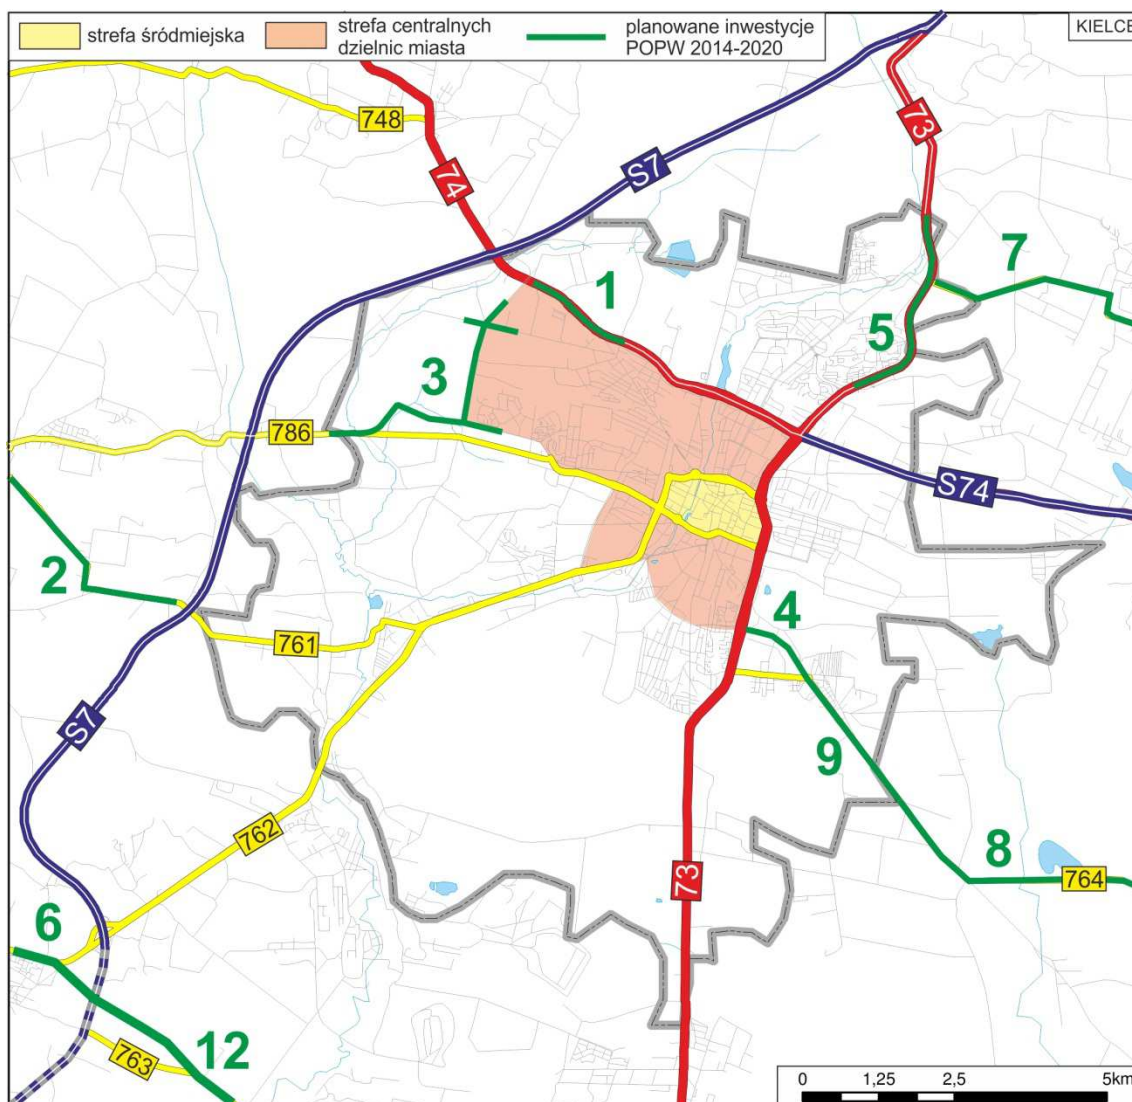 strefa śródmiejska
strefa centralnych
dzielnic miasta
planowane inwestycje
POPW 2014-2020
KIELCE
748
73
S7
74
7
1
5
3
786
S74
2
4
761
S7
9
762
8
73
764
6
12
763
0 1,25 2,5 5km